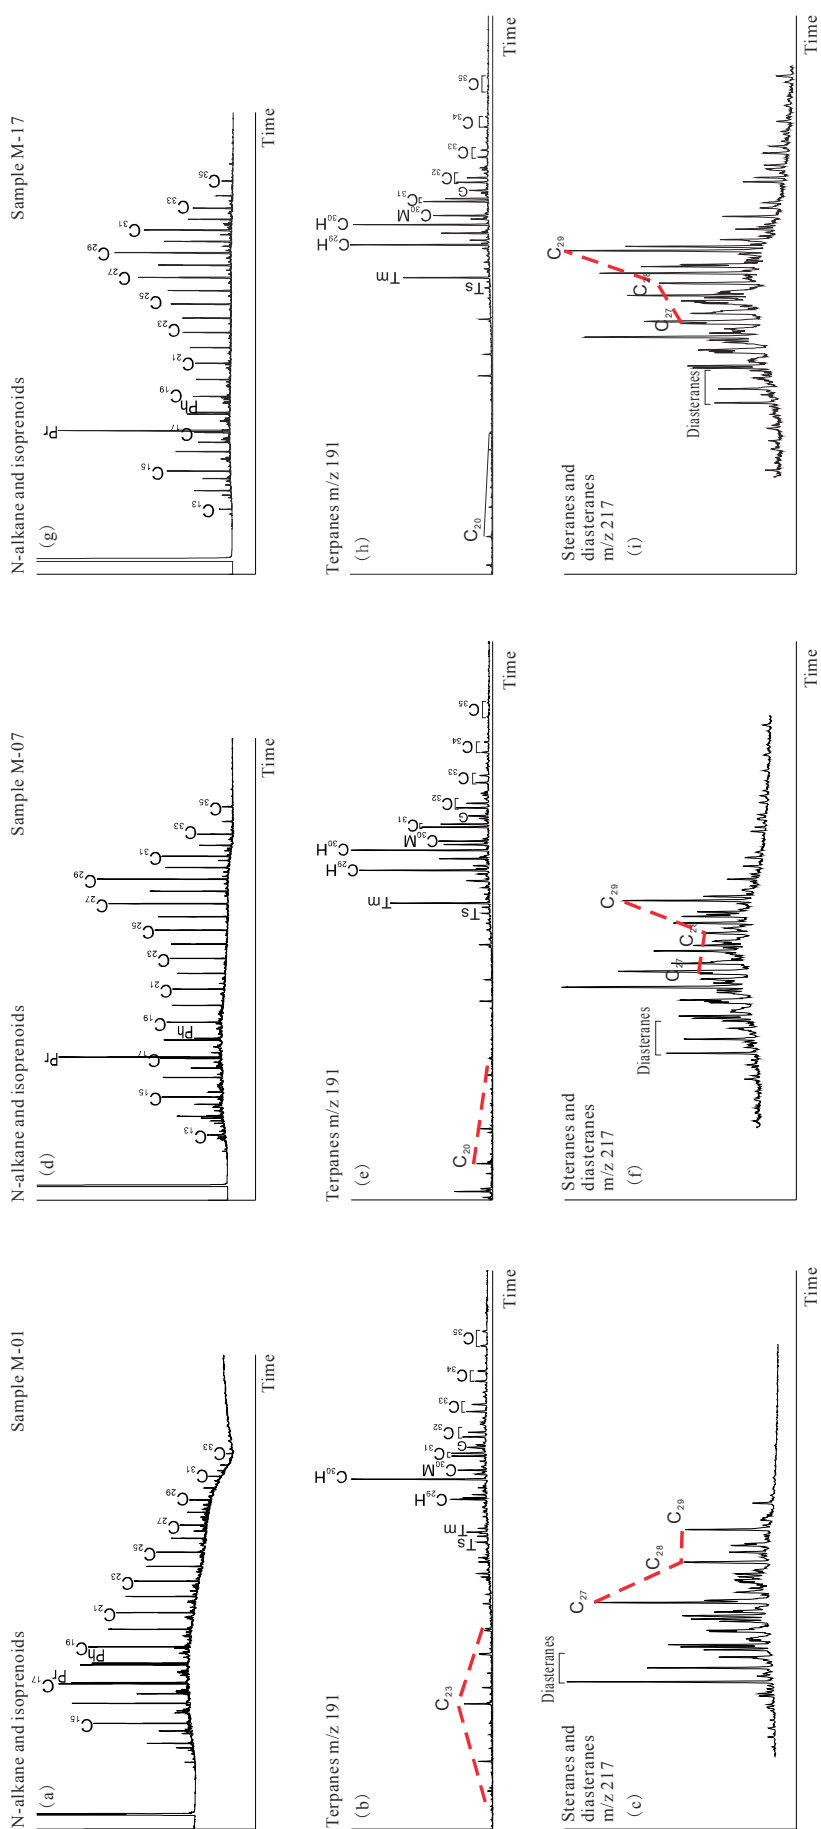 Sample M-01
N-alkane and isoprenoids
(a)
C15
C17
Pr
Ph
C19
C21
C23
C25
C27
C29
C31
C33
Time
Terpanes m/z 191
(b)
C23
Ts
Tm
C29H
C30H
C30M
C31
G
C32
C33
C34
C35
Time
Steranes and
diasteranes
m/z 217
(c)
Diasteranes
C27
C28
C29
Time
Sample M-07
N-alkane and isoprenoids
(d)
C13
C15
C17
Pr
Ph
C19
C21
C23
C25
C27
C29
C31
C33
C35
Time
Terpanes m/z 191
(e)
C20
Ts
Tm
C29H
C30H
C30M
C31
G
C32
C33
C34
C35
Time
Steranes and
diasteranes
m/z 217
(f)
Diasteranes
C27
C28
C29
Time
Sample M-17
N-alkane and isoprenoids
(g)
C13
C15
C17
Pr
Ph
C19
C21
C23
C25
C27
C29
C31
C33
C35
Time
Terpanes m/z 191
(h)
C20
Ts
Tm
C29H
C30H
C30M
C31
G
C32
C33
C34
C35
Time
Steranes and
diasteranes
m/z 217
(i)
Diasteranes
C27
C28
C29
Time